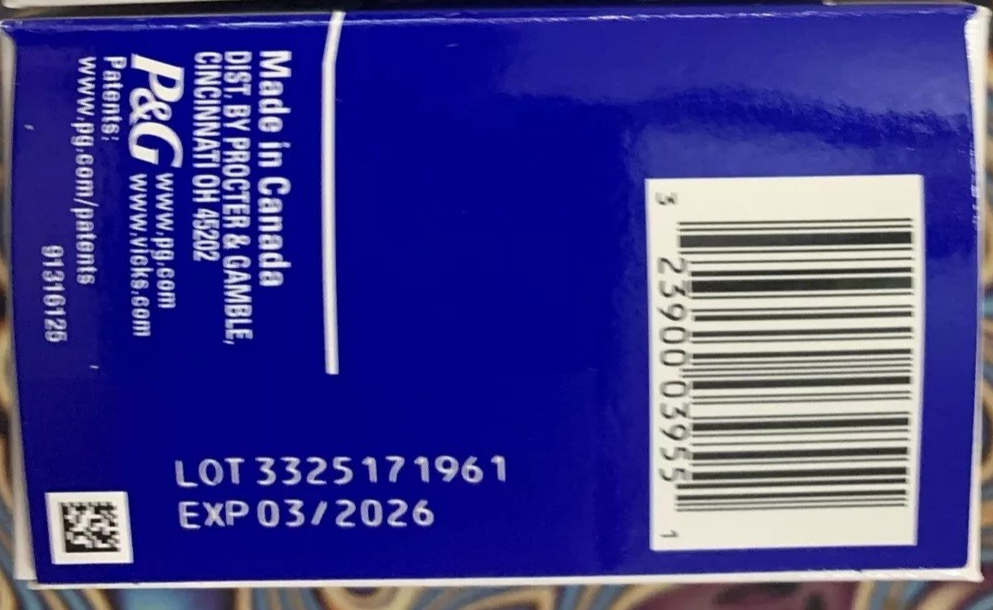 Made in Canada
DIST. BY PROCTER & GAMBLE,
CINCINNATI OH 45202
P&G www.pg.com
www.vicks.com
Patents:
www.pg.com/patents
91316126
LOT 3325171961
EXP 03/2026
3 23900 03955 1